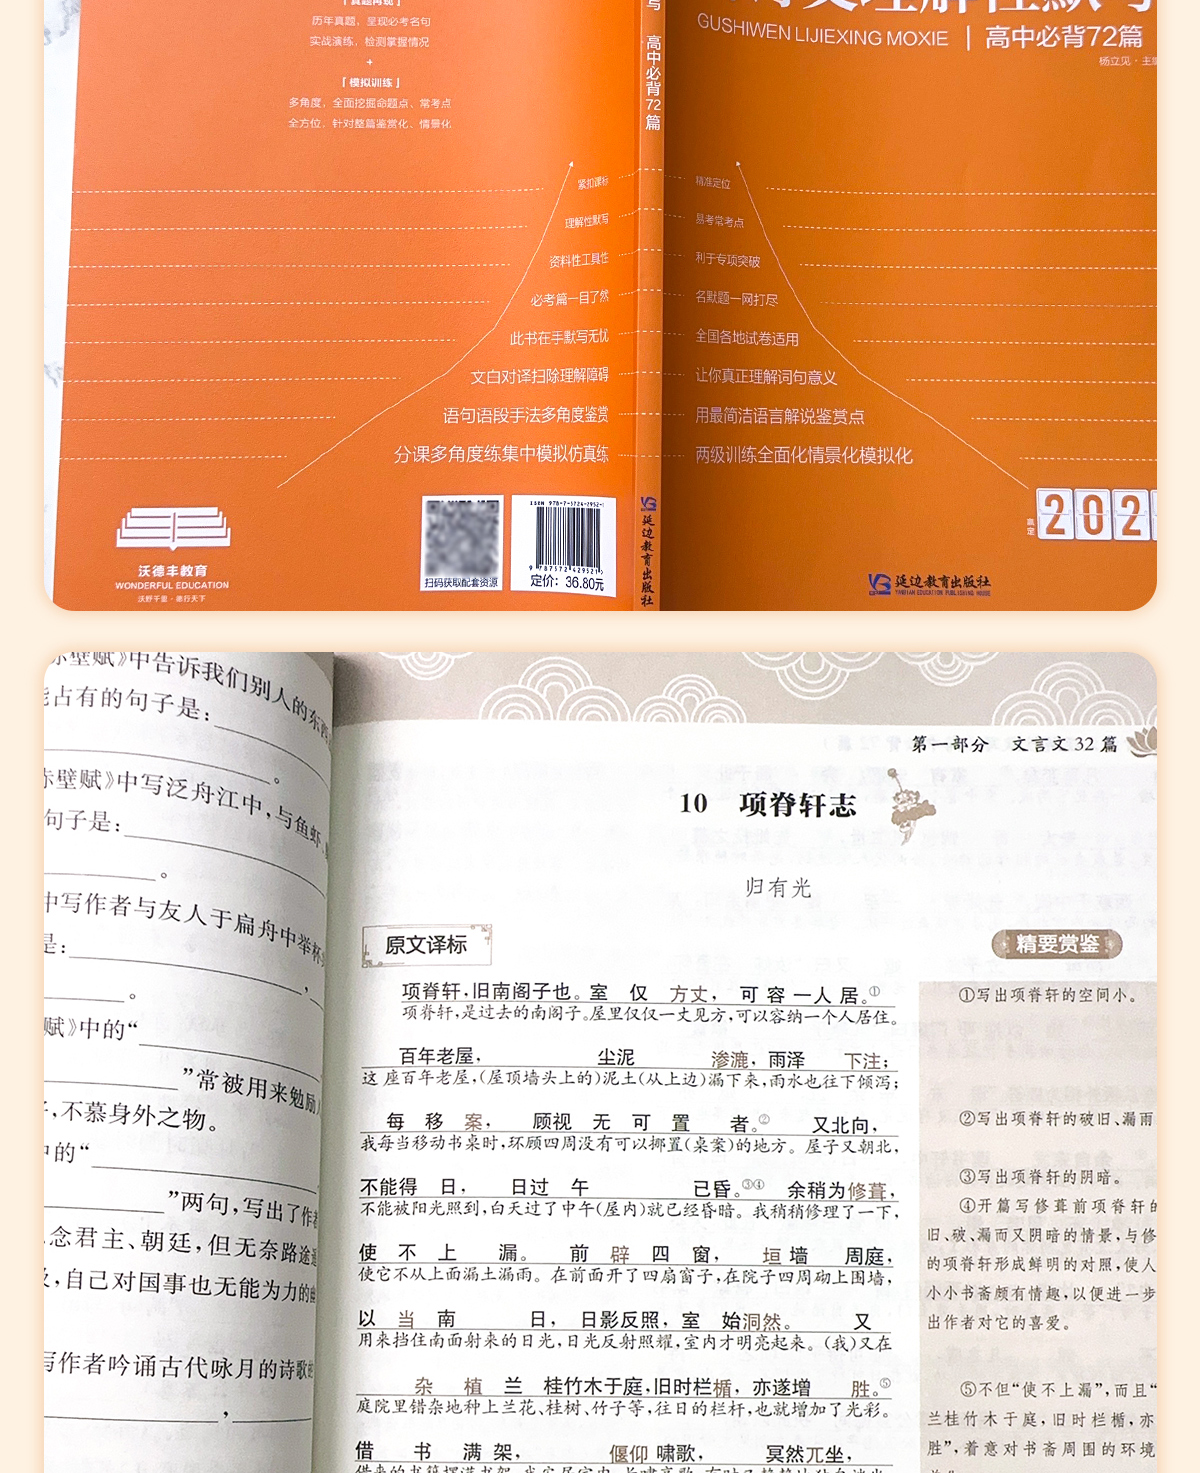 「真题再现」
历年真题，呈现必考名句
实战演练，检测掌握情况
+
「模拟训练」
多角度，全面挖掘命题点、常考点
全方位，针对整篇鉴赏化、情景化
紧扣课标
理解性默写
资料性工具性
必考篇一目了然
此书在手默写无忧
文白对译扫除理解障碍
语句语段手法多角度鉴赏
分课多角度练集中模拟仿真练
沃德丰教育
WONDERFUL EDUCATION
沃野千里·德行天下
扫码获取配套资源
定价：36.80元
写 高中必背72篇
延边教育出版社
GUSHIWEN LIJIEXING MOXIE | 高中必背72篇
杨立见·主编
精准定位
易考常考点
利于专项突破
名默题一网打尽
全国各地试卷适用
让你真正理解词句意义
用最简洁语言解说鉴赏点
两级训练全面化情景化模拟化
赢定
202
延边教育出版社
YANBIAN EDUCATION PUBLISHING HOUSE
赤壁赋》中告诉我们别人的东西
能占有的句子是：
。
赤壁赋》中写泛舟江中，与鱼虾、
句子是：
。
中写作者与友人于扁舟中举杯
是：
，
。
赋》中的“
”常被用来勉励
，不慕身外之物。
中的“
”两句，写出了作者
念君主、朝廷，但无奈路途遥
，自己对国事也无能为力的
写作者吟诵古代咏月的诗歌
，
第一部分 文言文32篇
10 项脊轩志
归有光
原文译标
精要赏鉴
项脊轩，旧南阁子也。室 仅 方丈， 可 容 一人 居。①
项脊轩，是过去的南阁子。屋里仅仅一丈见方，可以容纳一个人居住。
百年老屋， 尘泥 渗漉， 雨泽 下注；
这座百年老屋，（屋顶墙头上的）泥土（从上边）漏下来，雨水也往下倾泻；
每 移 案， 顾视 无 可 置 者。② 又北向，
我每当移动书桌时，环顾四周没有可以挪置（桌案）的地方。屋子又朝北，
不能得 日， 日过 午 已昏。③④ 余稍为修葺，
不能被阳光照到，白天过了中午（屋内）就已经昏暗。我稍稍修理了一下，
使 不 上 漏。 前 辟 四 窗， 垣 墙 周庭，
使它不从上面漏土漏雨。在前面开了四扇窗子，在院子四周砌上围墙，
以 当 南 日， 日影反照， 室 始洞然。 又
用来挡住南面射来的日光，日光反射照耀，室内才明亮起来。（我）又在
杂 植 兰 桂竹木于庭，旧时栏楯，亦遂增 胜。⑤
庭院里错杂地种上兰花、桂树、竹子等，往日的栏杆，也就增加了光彩。
借 书 满 架， 偃仰 啸歌， 冥然兀坐，
①写出项脊轩的空间小。
②写出项脊轩的破旧、漏雨
③写出项脊轩的阴暗。
④开篇写修葺前项脊轩的
旧、破、漏而又阴暗的情景，与修
的项脊轩形成鲜明的对照，使人
小小书斋颇有情趣，以便进一步
出作者对它的喜爱。
⑤不但“使不上漏”，而且“
兰桂竹木于庭，旧时栏楯，亦
胜”，着意对书斋周围的环境